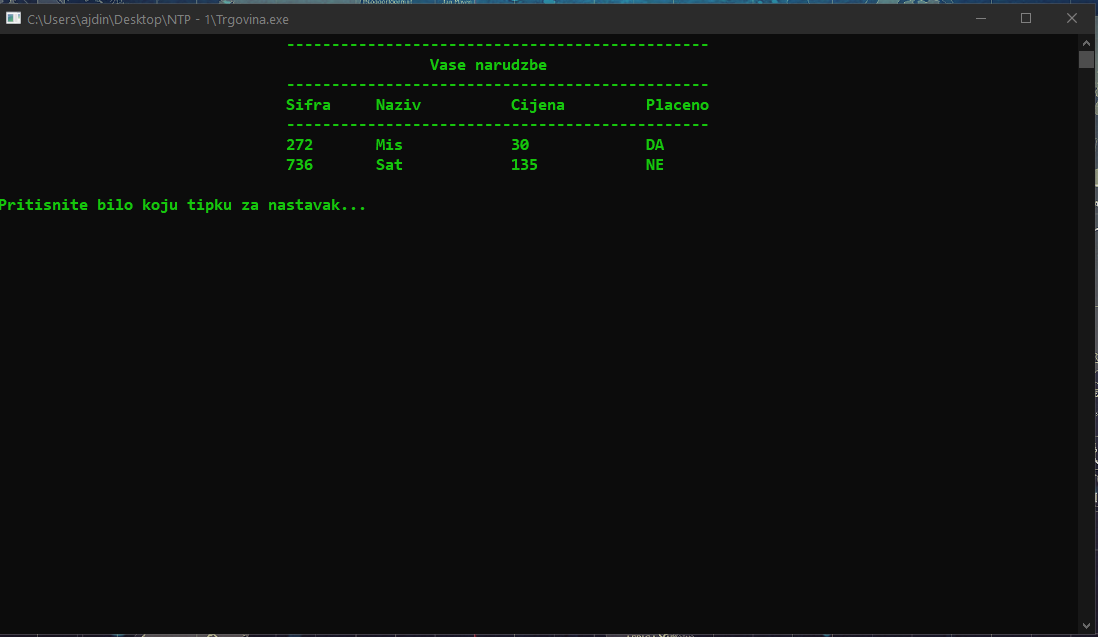 C:\Users\ajdin\Desktop\NTP - 1\Trgovina.exe
-----------------------------------------------
Vase narudzbe
-----------------------------------------------
Sifra Naziv Cijena Placeno
-----------------------------------------------
272 Mis 30 DA
736 Sat 135 NE
Pritisnite bilo koju tipku za nastavak...